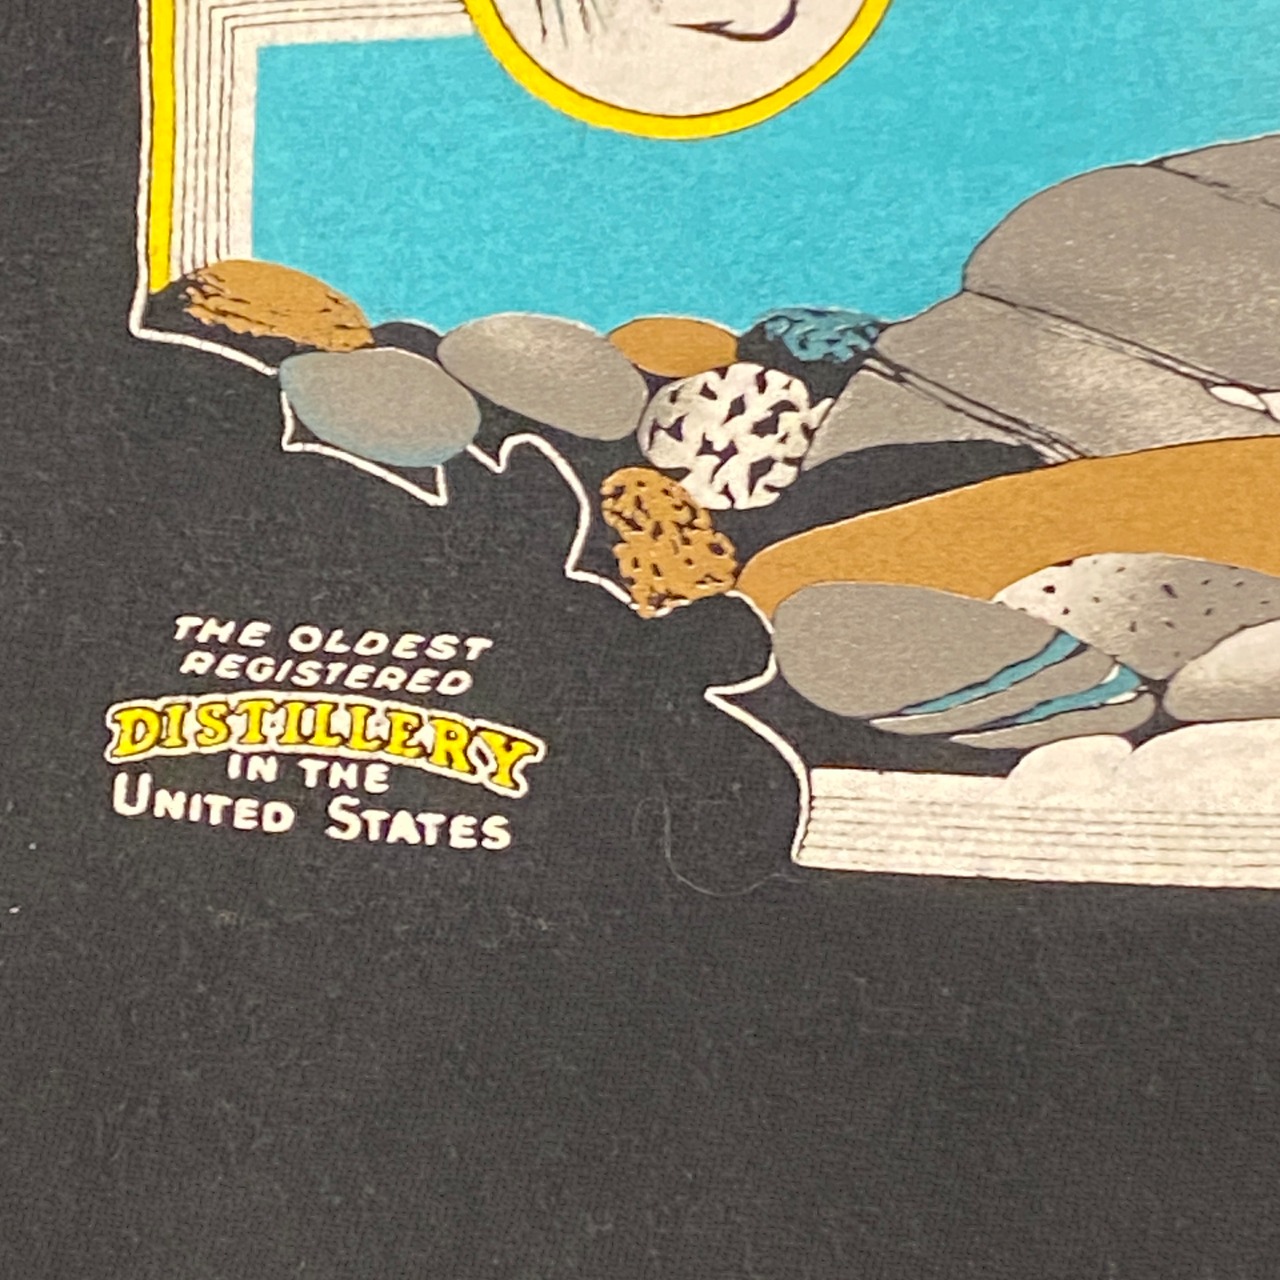 THE OLDEST
REGISTERED
DISTILLERY
IN THE
UNITED STATES